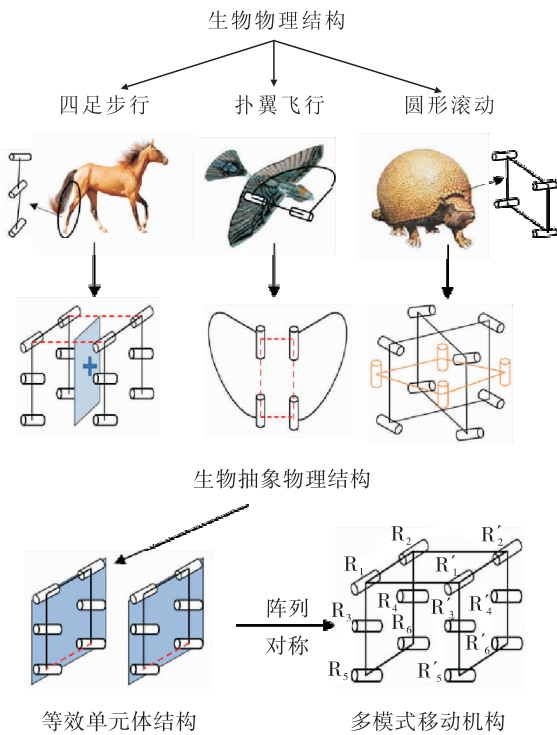 生物物理结构
四足步行
扑翼飞行
圆形滚动
+
生物抽象物理结构
阵列
对称
R₂
R′₂
R₁
R′₁
R₃
R₄
R′₃
R′₄
R₆
R′₆
R₅
R′₅
等效单元体结构
多模式移动机构